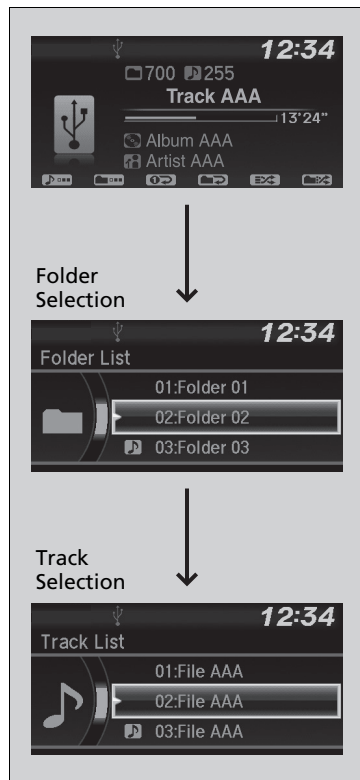 12:34
700 255
Track AAA
13'24"
Album AAA
Artist AAA
Folder
Selection
12:34
Folder List
01:Folder 01
02:Folder 02
03:Folder 03
Track
Selection
12:34
Track List
01:File AAA
02:File AAA
03:File AAA